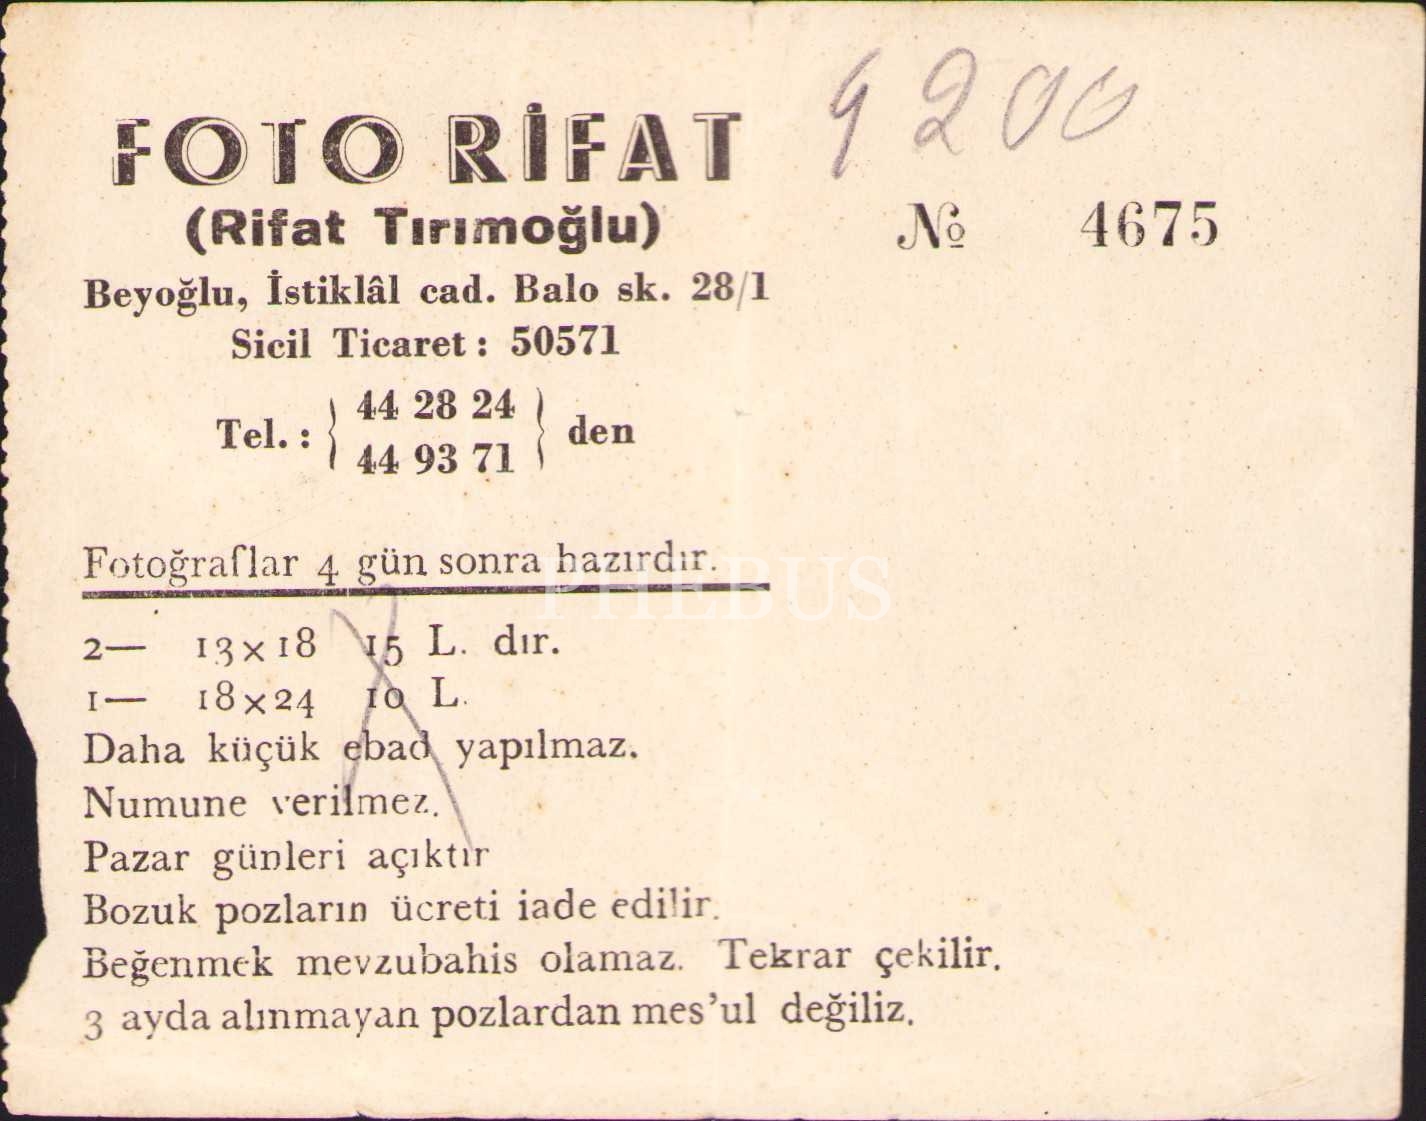 9200
FOTO RİFAT
(Rifat Tırımoğlu)
№ 4675
Beyoğlu, İstiklâl cad. Balo sk. 28/1
Sicil Ticaret : 50571
Tel. : { 44 28 24
44 93 71 } den
Fotoğraflar 4 gün sonra hazırdır.
PHEBUS
2— 13×18 15 L. dır.
1— 18×24 10 L.
Daha küçük ebad yapılmaz.
Numune verilmez.
Pazar günleri açıktır
Bozuk pozların ücreti iade edilir.
Beğenmek mevzubahis olamaz. Tekrar çekilir.
3 ayda alınmayan pozlardan mes'ul değiliz.